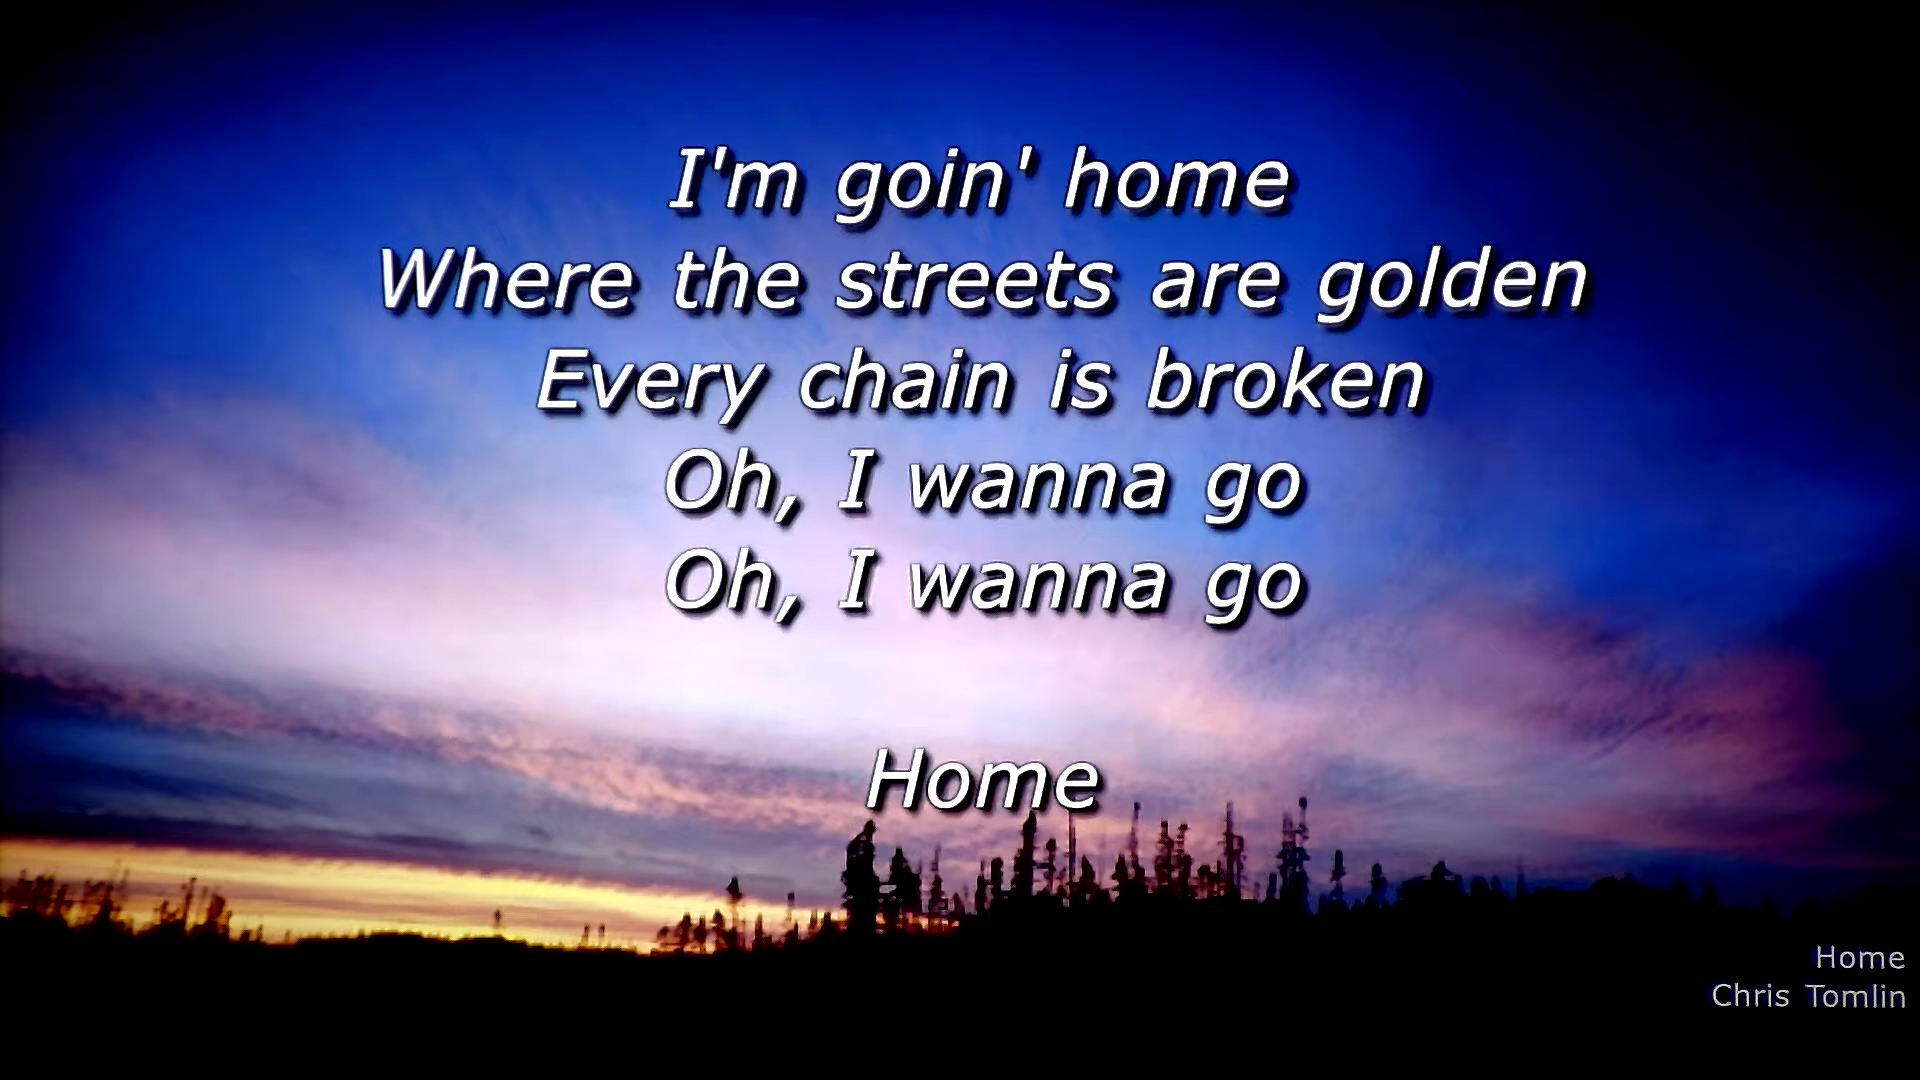 I'm goin' home
Where the streets are golden
Every chain is broken
Oh, I wanna go
Oh, I wanna go
Home
Home
Chris Tomlin